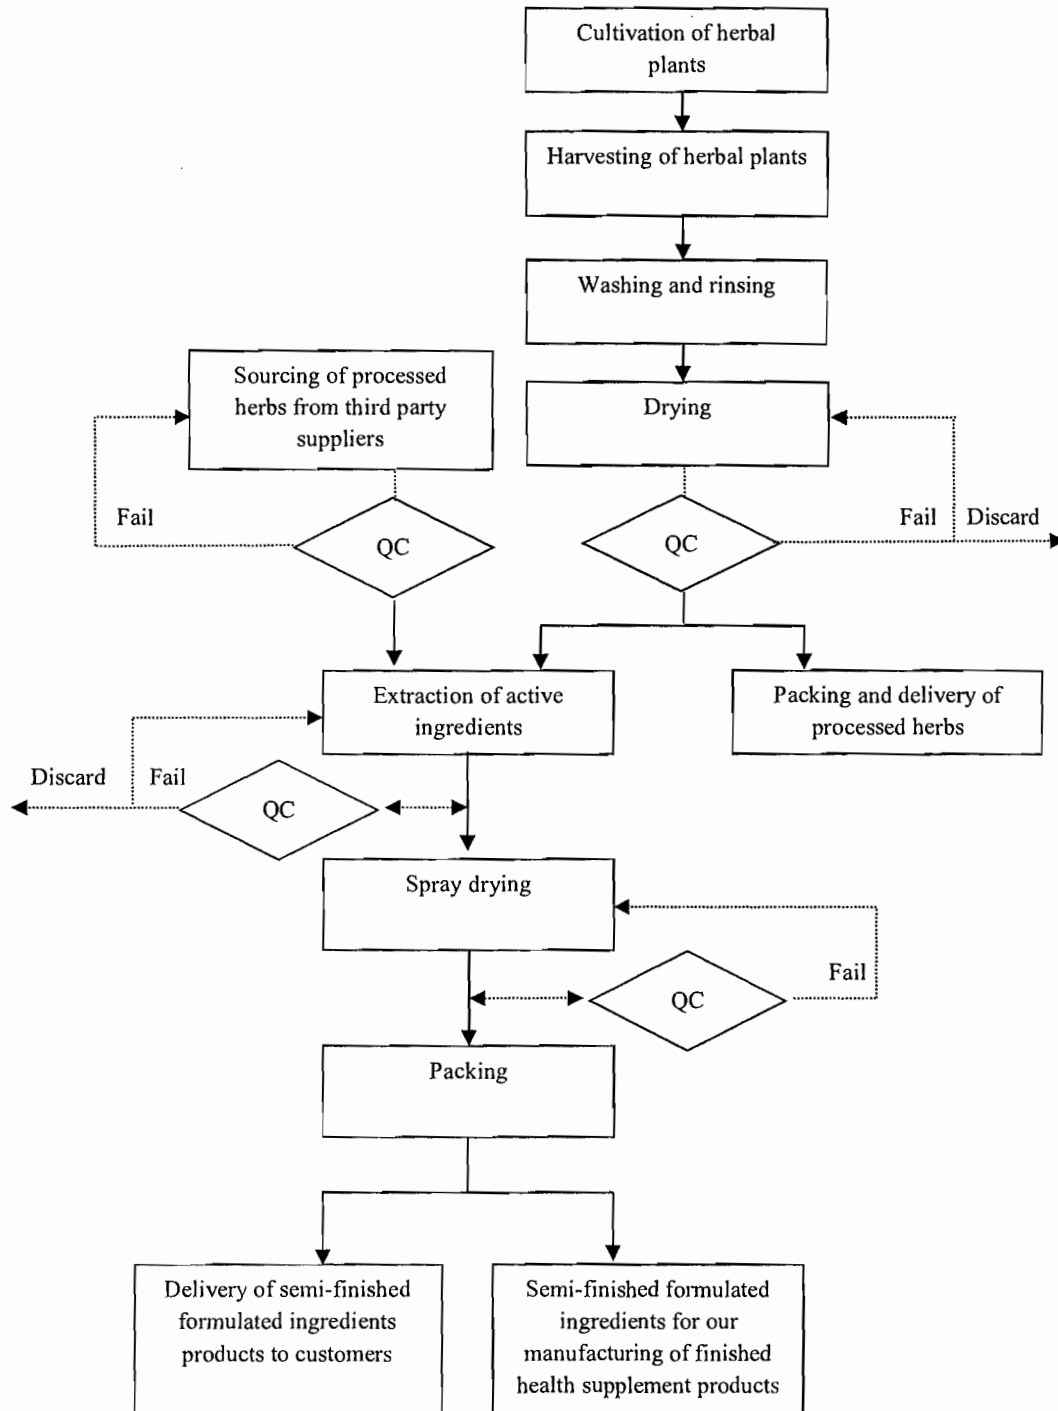 Cultivation of herbal
plants
Harvesting of herbal plants
Washing and rinsing
Sourcing of processed
herbs from third party
suppliers
Drying
Fail
QC
QC
Fail
Discard
Extraction of active
ingredients
Packing and delivery of
processed herbs
Discard
Fail
QC
Spray drying
QC
Fail
Packing
Delivery of semi-finished
formulated ingredients
products to customers
Semi-finished formulated
ingredients for our
manufacturing of finished
health supplement products